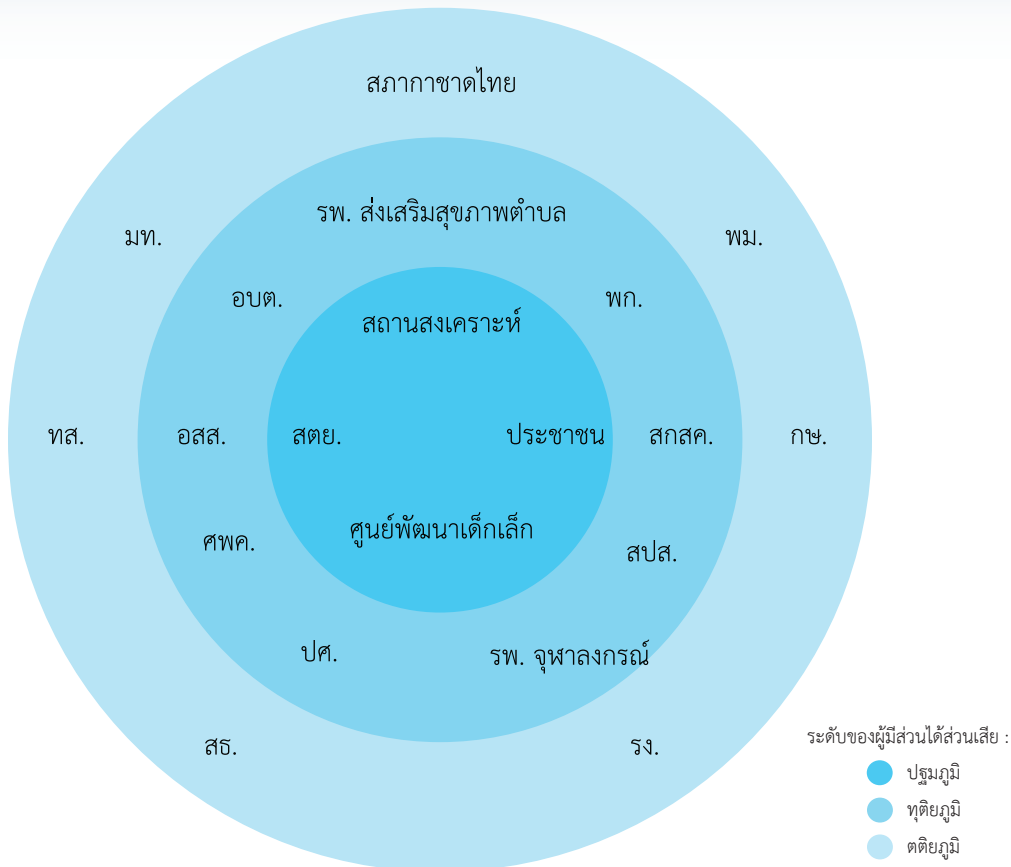 สภากาชาดไทย
รพ. ส่งเสริมสุขภาพตำบล
มท.
พม.
อบต.
พก.
สถานสงเคราะห์
ทส.
อสส.
สตย.
ประชาชน
สกสค.
กษ.
ศูนย์พัฒนาเด็กเล็ก
ศพค.
สปส.
ปศ.
รพ. จุฬาลงกรณ์
สธ.
รง.
ระดับของผู้มีส่วนได้ส่วนเสีย :
ปฐมภูมิ
ทุติยภูมิ
ตติยภูมิ